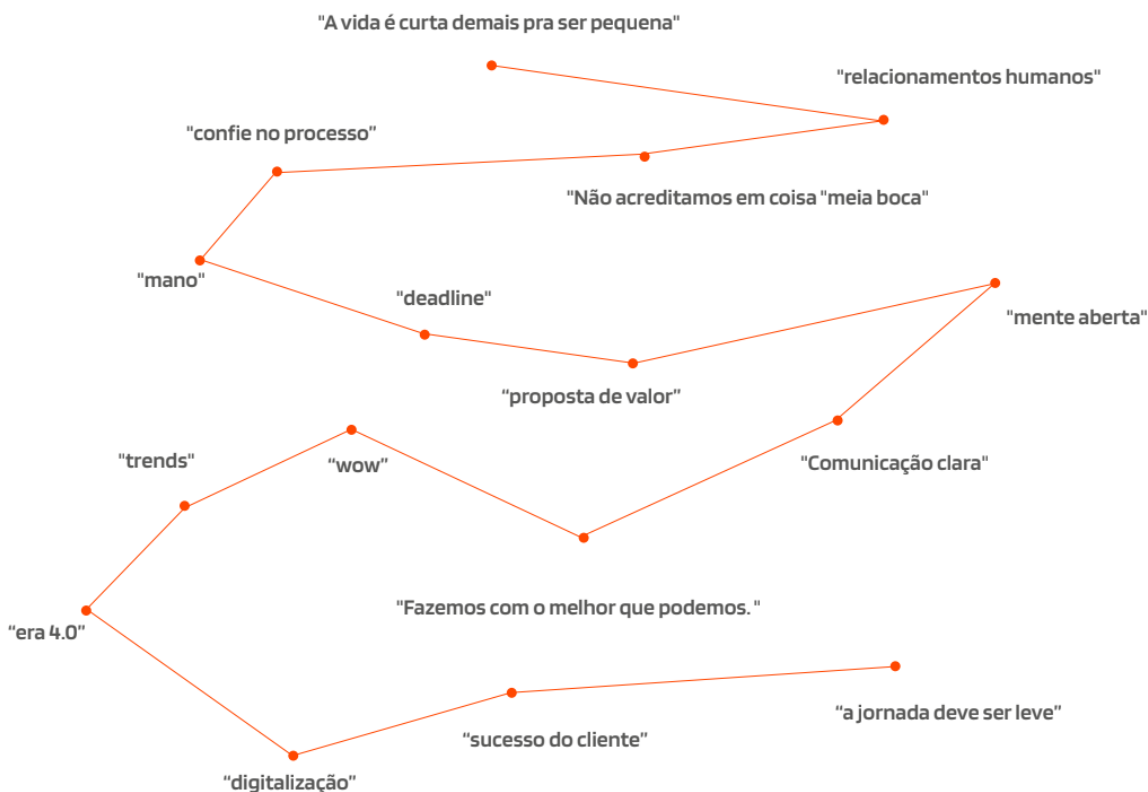 "A vida é curta demais pra ser pequena"
"relacionamentos humanos"
"confie no processo”
"Não acreditamos em coisa "meia boca"
"mano"
"deadline"
"mente aberta"
“proposta de valor”
"trends"
“wow”
"Comunicação clara"
"Fazemos com o melhor que podemos. "
“era 4.0”
“a jornada deve ser leve”
“sucesso do cliente”
“digitalização”